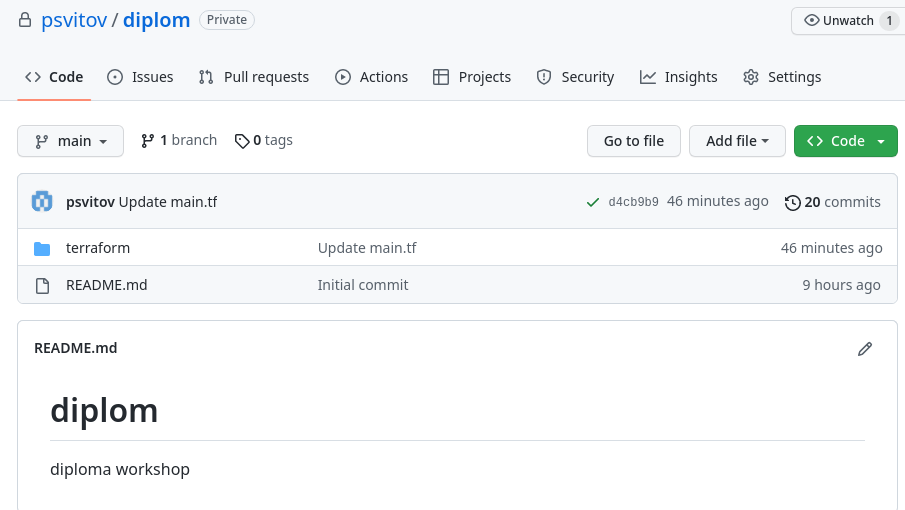 psvitov / diplom Private Unwatch 1
Code Issues Pull requests Actions Projects Security Insights Settings
main 1 branch 0 tags Go to file Add file Code
psvitov Update main.tf d4cb9b9 46 minutes ago 20 commits
terraform Update main.tf 46 minutes ago
README.md Initial commit 9 hours ago
README.md
diplom
diploma workshop